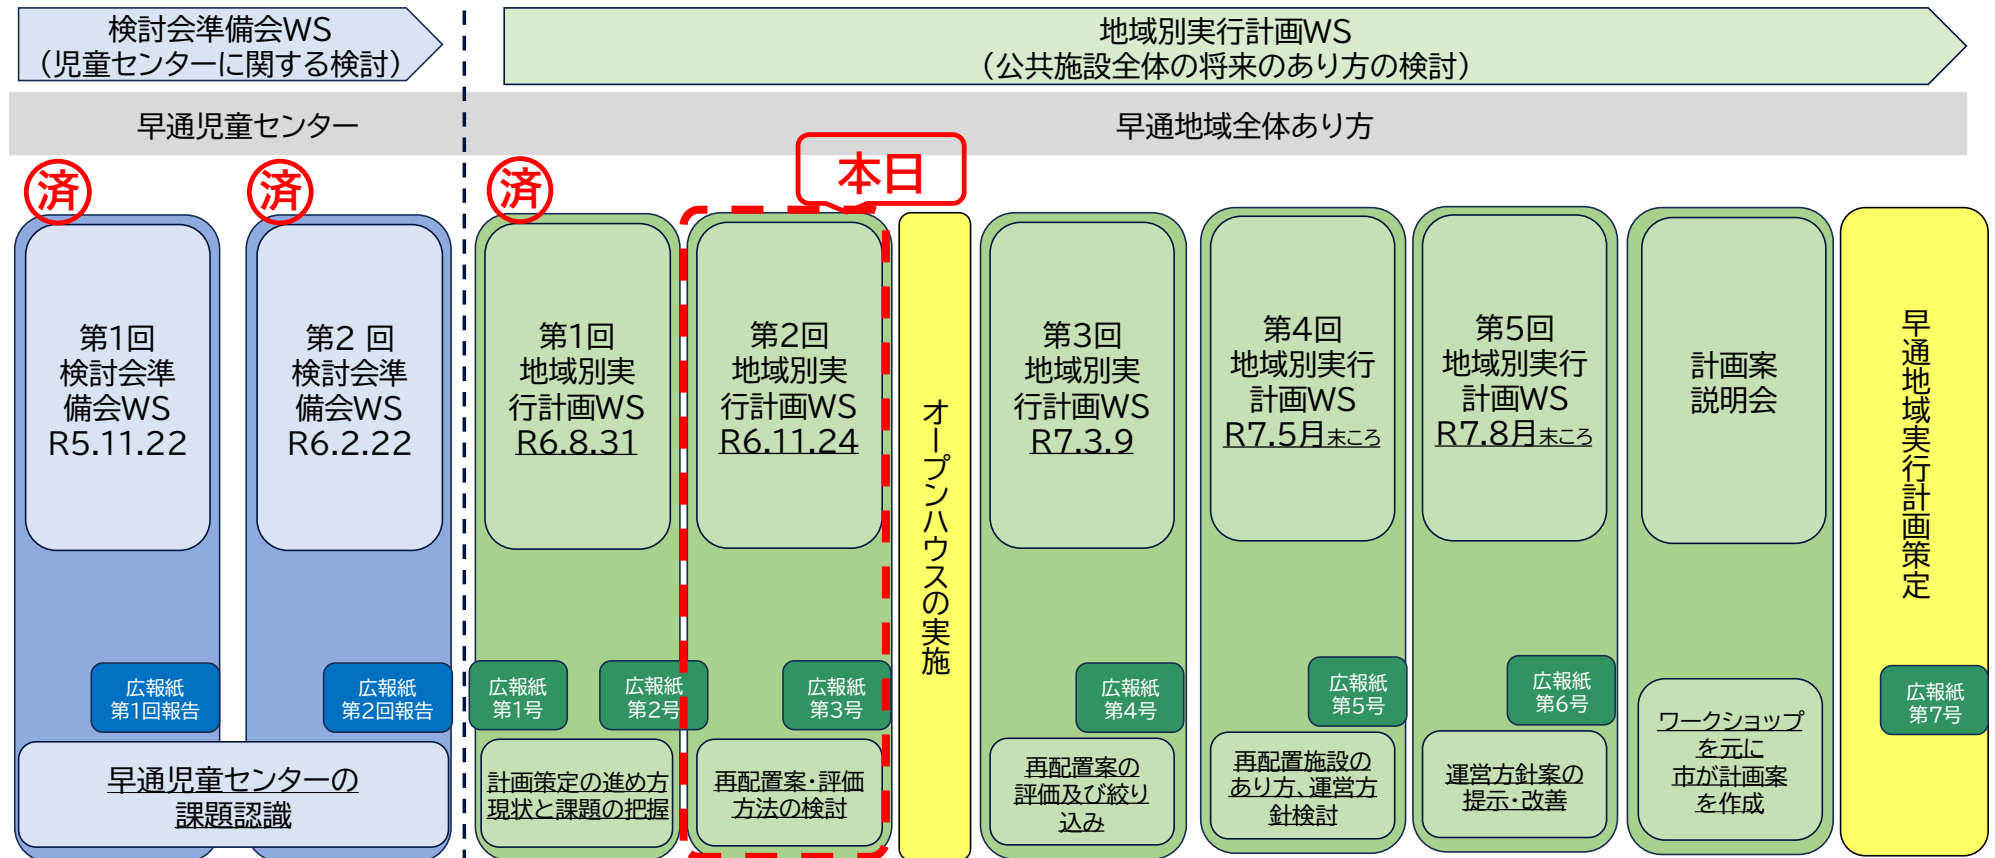 検討会準備会WS
（児童センターに関する検討）
地域別実行計画WS
（公共施設全体の将来のあり方の検討）
早通児童センター
早通地域全体あり方
済
済
済
本日
第1回
検討会準
備会WS
R5.11.22
第2 回
検討会準
備会WS
R6.2.22
第1回
地域別実
行計画WS
R6.8.31
第2回
地域別実
行計画WS
R6.11.24
オープンハウスの実施
第3回
地域別実
行計画WS
R7.3.9
第4回
地域別実行
計画WS
R7.5月末ころ
第5回
地域別実行
計画WS
R7.8月末ころ
計画案
説明会
早通地域実行計画策定
広報紙
第1回報告
広報紙
第2回報告
広報紙
第1号
広報紙
第2号
広報紙
第3号
広報紙
第4号
広報紙
第5号
広報紙
第6号
広報紙
第7号
早通児童センターの
課題認識
計画策定の進め方
現状と課題の把握
再配置案・評価
方法の検討
再配置案の
評価及び絞り
込み
再配置施設の
あり方、運営方
針検討
運営方針案の
提示・改善
ワークショップ
を元に
市が計画案
を作成